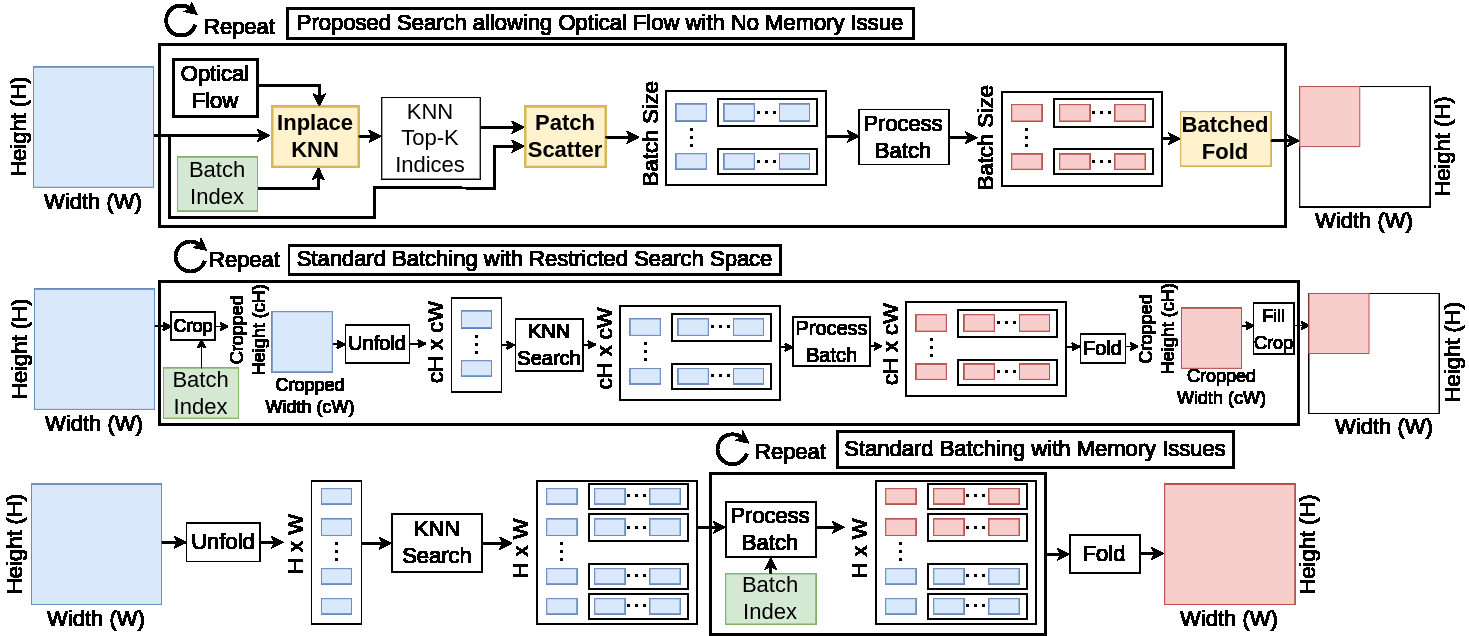 Repeat
Proposed Search allowing Optical Flow with No Memory Issue
Height (H)
Width (W)
Optical
Flow
Inplace
KNN
Batch
Index
KNN
Top-K
Indices
Patch
Scatter
Batch Size
Process
Batch
Batch Size
Batched
Fold
Height (H)
Width (W)
Repeat
Standard Batching with Restricted Search Space
Height (H)
Width (W)
Crop
Batch
Index
Cropped
Height (cH)
Cropped
Width (cW)
Unfold
cH x cW
KNN
Search
cH x cW
Process
Batch
cH x cW
Fold
Cropped
Height (cH)
Cropped
Width (cW)
Fill
Crop
Height (H)
Width (W)
Repeat
Standard Batching with Memory Issues
Height (H)
Width (W)
Unfold
H x W
KNN
Search
H x W
Process
Batch
Batch
Index
H x W
Fold
Height (H)
Width (W)